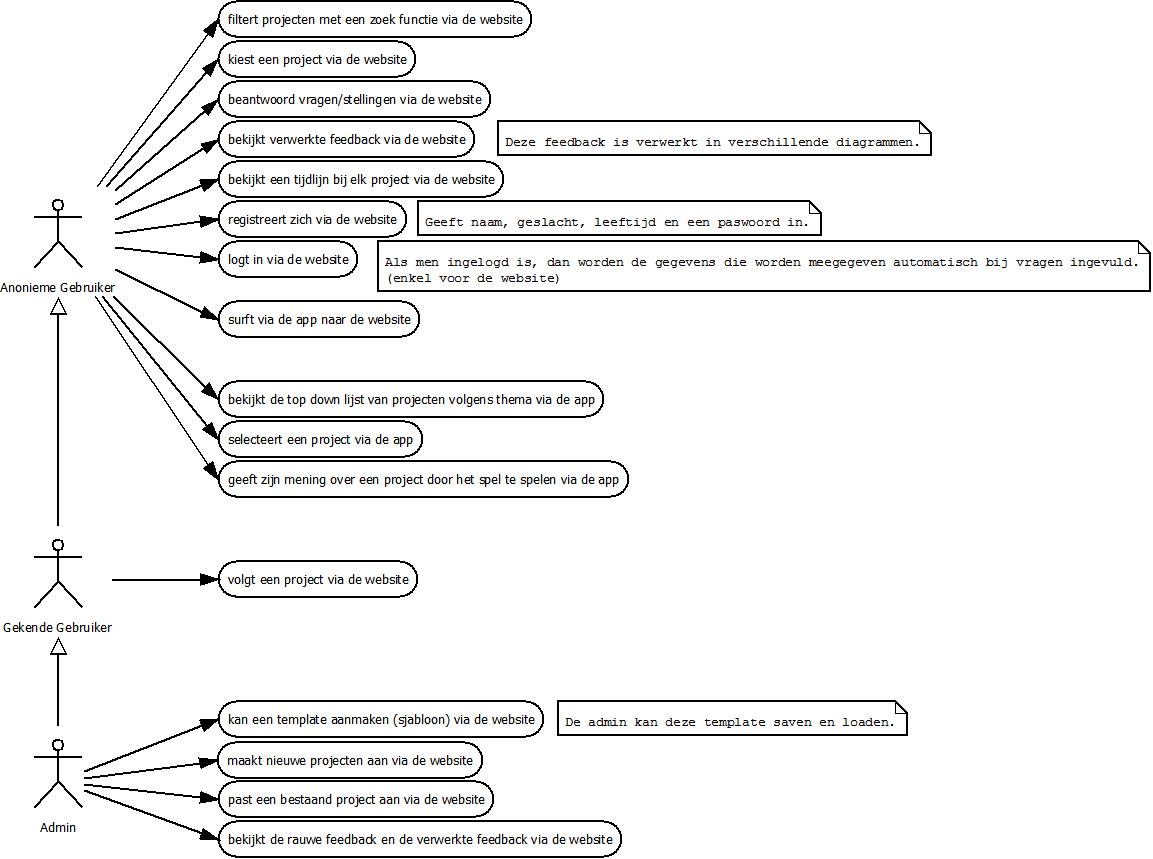 filtert projecten met een zoek functie via de website
kiest een project via de website
beantwoord vragen/stellingen via de website
bekijkt verwerkte feedback via de website
Deze feedback is verwerkt in verschillende diagrammen.
bekijkt een tijdlijn bij elk project via de website
registreert zich via de website
Geeft naam, geslacht, leeftijd en een paswoord in.
logt in via de website
Als men ingelogd is, dan worden de gegevens die worden meegegeven automatisch bij vragen ingevuld.
(enkel voor de website)
Anonieme Gebruiker
surft via de app naar de website
bekijkt de top down lijst van projecten volgens thema via de app
selecteert een project via de app
geeft zijn mening over een project door het spel te spelen via de app
volgt een project via de website
Gekende Gebruiker
kan een template aanmaken (sjabloon) via de website
De admin kan deze template saven en loaden.
maakt nieuwe projecten aan via de website
past een bestaand project aan via de website
Admin
bekijkt de rauwe feedback en de verwerkte feedback via de website